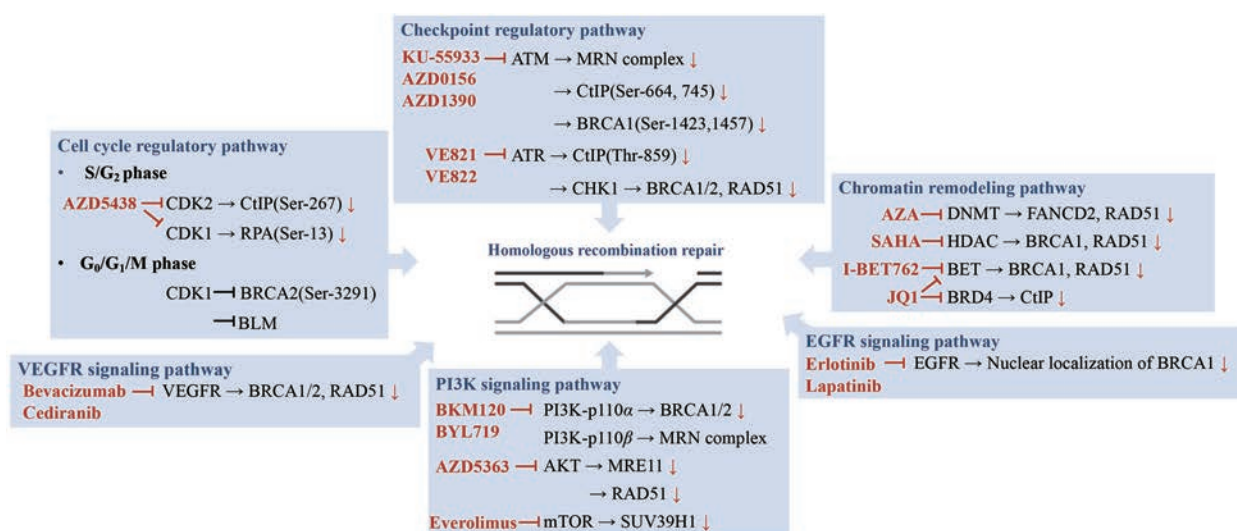 Checkpoint regulatory pathway
KU-55933 ⊣ ATM → MRN complex ↓
AZD0156
→ CtIP(Ser-664, 745) ↓
AZD1390
→ BRCA1(Ser-1423,1457) ↓
VE821 ⊣ ATR → CtIP(Thr-859) ↓
VE822
→ CHK1 → BRCA1/2, RAD51 ↓
Cell cycle regulatory pathway
• S/G2 phase
AZD5438 ⊣ CDK2 → CtIP(Ser-267) ↓
CDK1 → RPA(Ser-13) ↓
• G0/G1/M phase
CDK1 ⊣ BRCA2(Ser-3291)
⊣ BLM
Homologous recombination repair
Chromatin remodeling pathway
AZA ⊣ DNMT → FANCD2, RAD51 ↓
SAHA ⊣ HDAC → BRCA1, RAD51 ↓
I-BET762 ⊣ BET → BRCA1, RAD51 ↓
JQ1 ⊣ BRD4 → CtIP ↓
VEGFR signaling pathway
Bevacizumab ⊣ VEGFR → BRCA1/2, RAD51 ↓
Cediranib
PI3K signaling pathway
BKM120 ⊣ PI3K-p110α → BRCA1/2 ↓
BYL719
PI3K-p110β → MRN complex
AZD5363 ⊣ AKT → MRE11 ↓
→ RAD51 ↓
Everolimus ⊣ mTOR → SUV39H1 ↓
EGFR signaling pathway
Erlotinib ⊣ EGFR → Nuclear localization of BRCA1 ↓
Lapatinib